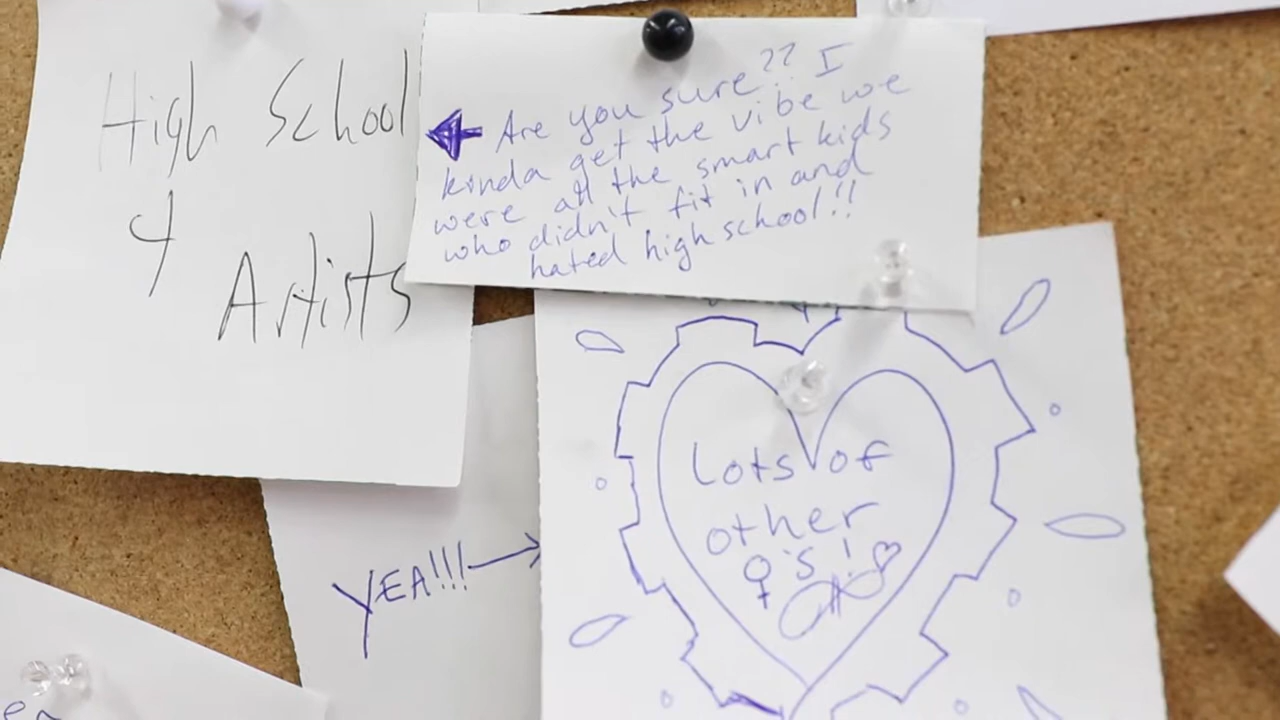 High School
4
Artists
Are you sure?? I
kinda get the vibe we
were all the smart kids
who didn't fit in and
hated high school!!
YEA!!!!
Lots of
other
♀'s!